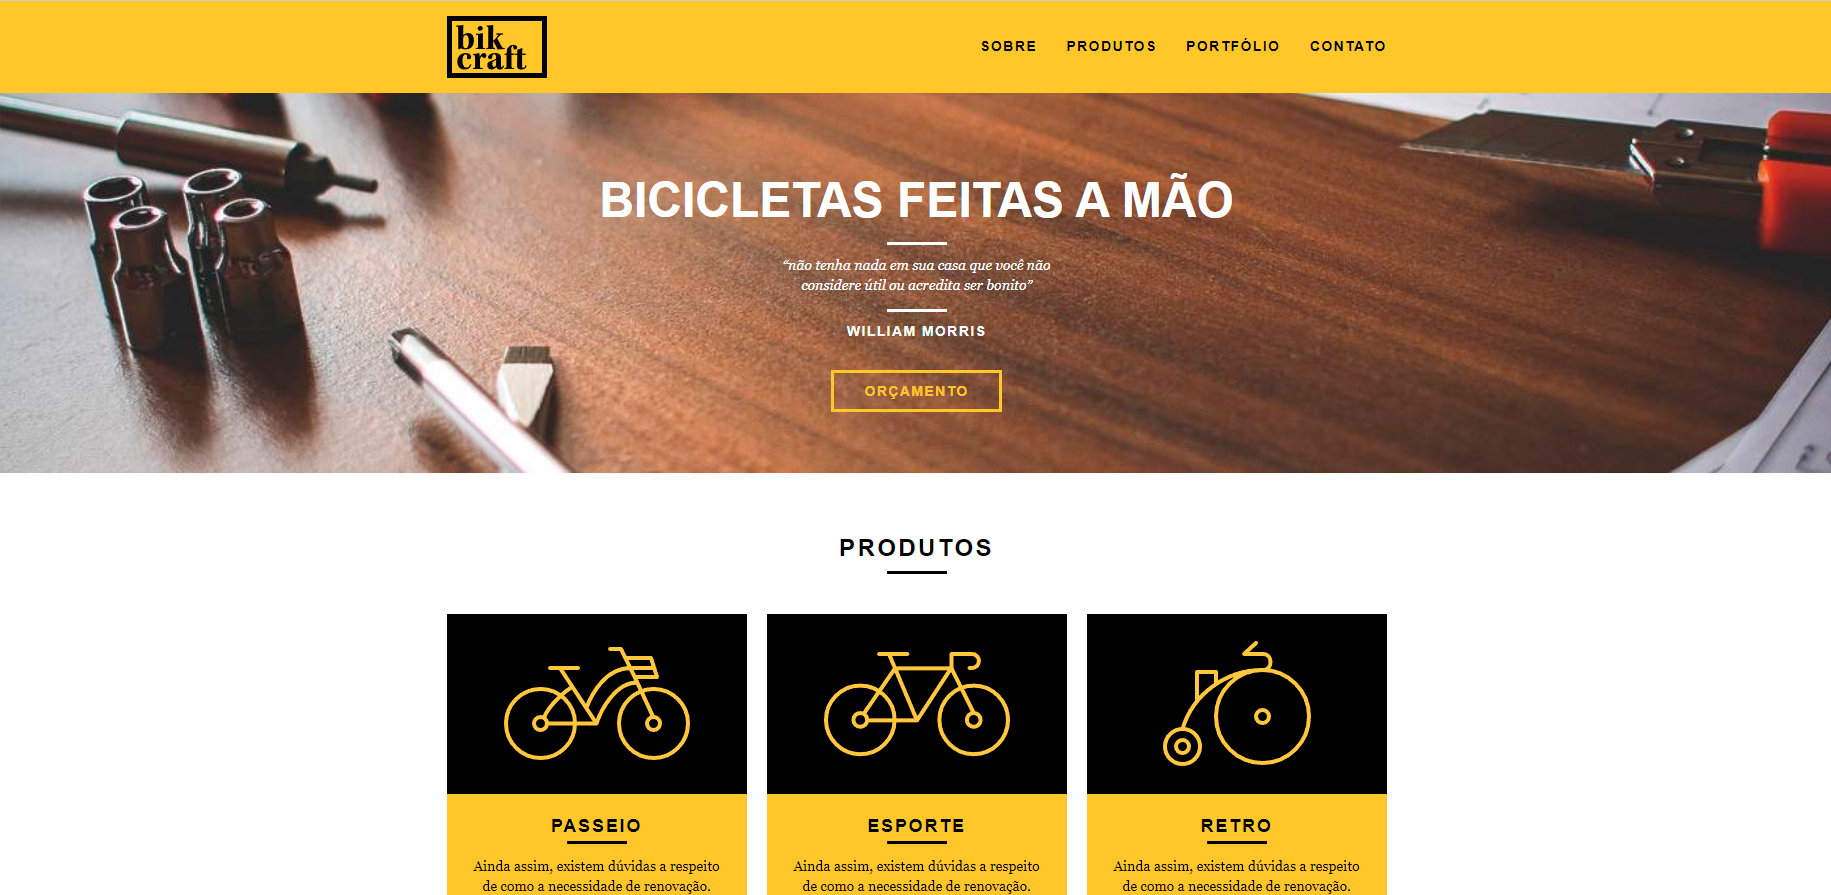 bik
craft
SOBRE PRODUTOS PORTFÓLIO CONTATO
BICICLETAS FEITAS A MÃO
“não tenha nada em sua casa que você não
considere útil ou acredita ser bonito”
WILLIAM MORRIS
ORÇAMENTO
PRODUTOS
PASSEIO
Ainda assim, existem dúvidas a respeito
de como a necessidade de renovação.
ESPORTE
Ainda assim, existem dúvidas a respeito
de como a necessidade de renovação.
RETRO
Ainda assim, existem dúvidas a respeito
de como a necessidade de renovação.